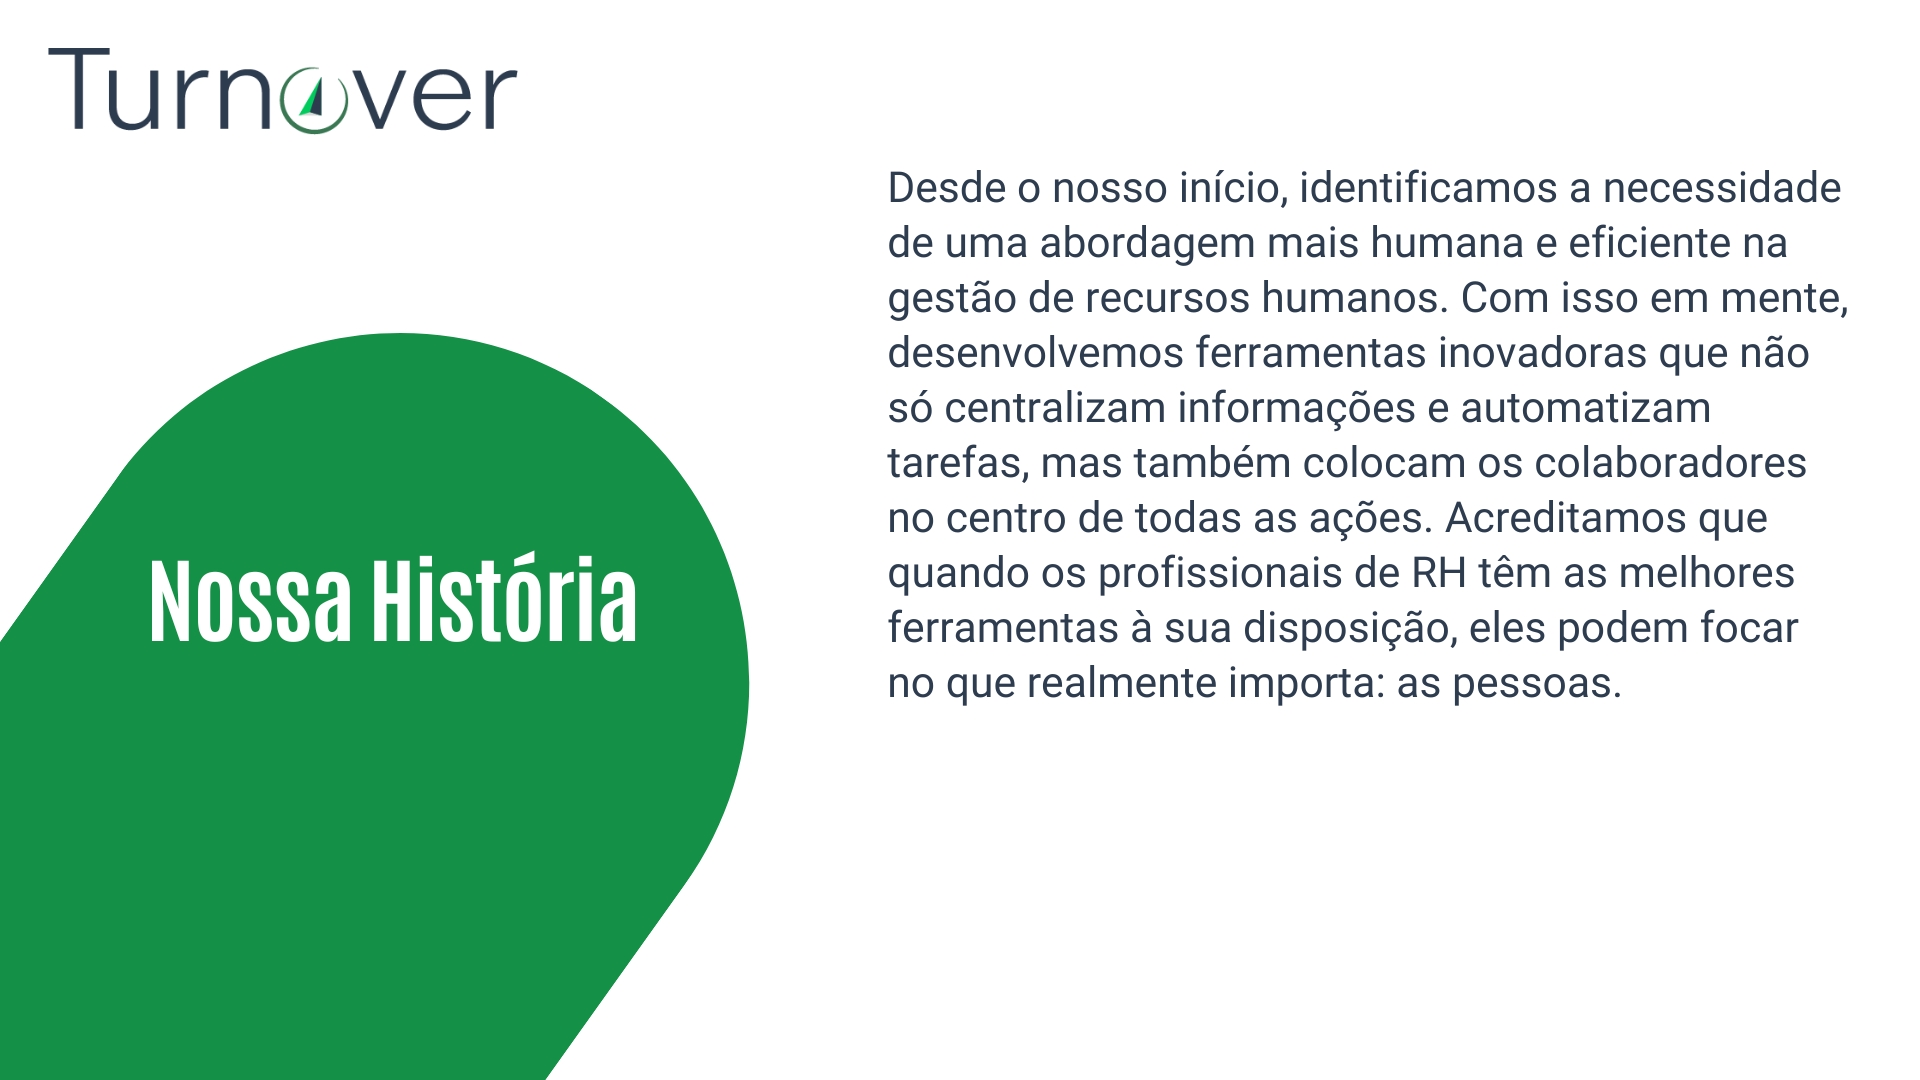 Turnover
Nossa História
Desde o nosso início, identificamos a necessidade
de uma abordagem mais humana e eficiente na
gestão de recursos humanos. Com isso em mente,
desenvolvemos ferramentas inovadoras que não
só centralizam informações e automatizam
tarefas, mas também colocam os colaboradores
no centro de todas as ações. Acreditamos que
quando os profissionais de RH têm as melhores
ferramentas à sua disposição, eles podem focar
no que realmente importa: as pessoas.